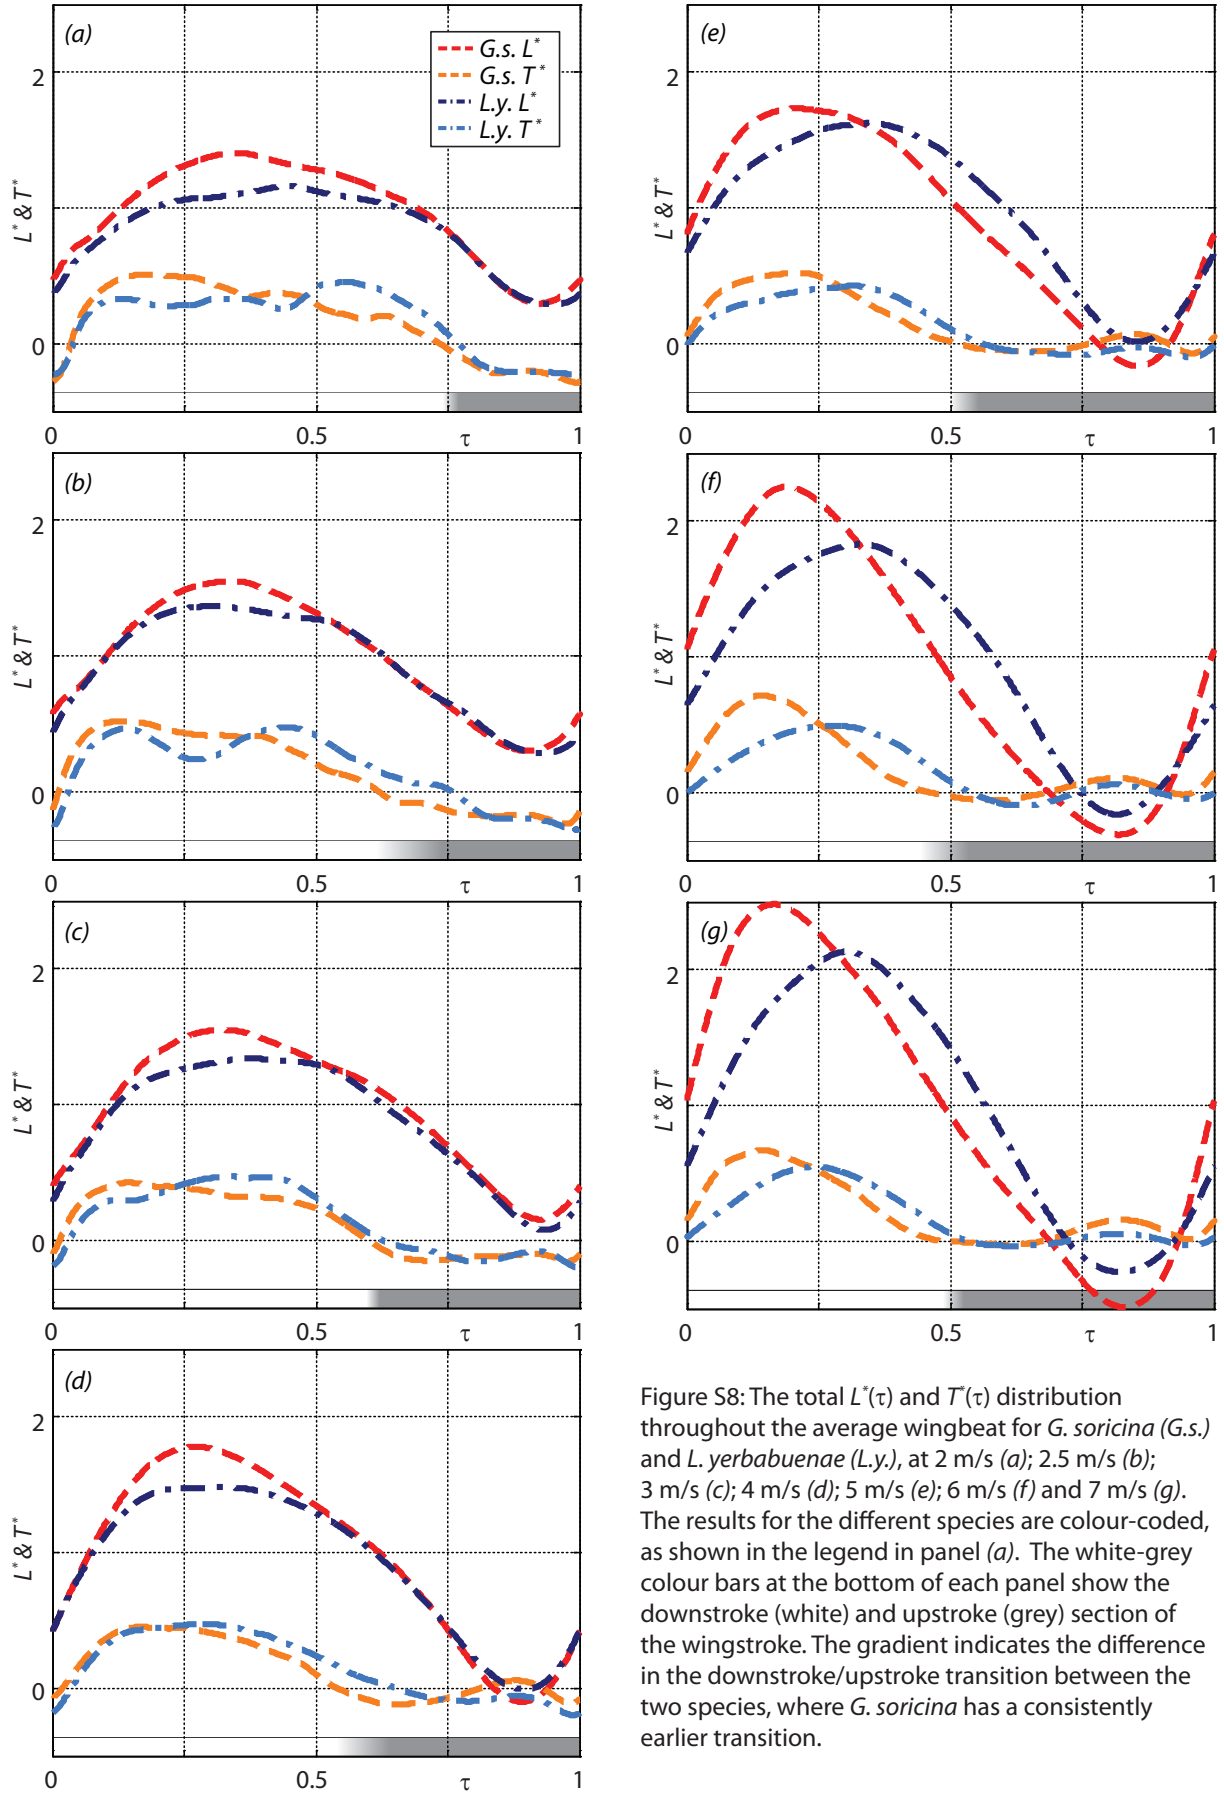 (a)
G.s. L*
G.s. T*
L.y. L*
L.y. T*
2
0
L* & T*
0 0.5 τ 1
(b)
2
0
L* & T*
0 0.5 τ 1
(c)
2
0
L* & T*
0 0.5 τ 1
(d)
2
0
L* & T*
0 0.5 τ 1
(e)
2
0
L* & T*
0 0.5 τ 1
(f)
2
0
L* & T*
0 0.5 τ 1
(g)
2
0
L* & T*
0 0.5 τ 1
Figure S8: The total L*(τ) and T*(τ) distribution
throughout the average wingbeat for G. soricina (G.s.)
and L. yerbabuenae (L.y.), at 2 m/s (a); 2.5 m/s (b);
3 m/s (c); 4 m/s (d); 5 m/s (e); 6 m/s (f) and 7 m/s (g).
The results for the different species are colour-coded,
as shown in the legend in panel (a). The white-grey
colour bars at the bottom of each panel show the
downstroke (white) and upstroke (grey) section of
the wingstroke. The gradient indicates the difference
in the downstroke/upstroke transition between the
two species, where G. soricina has a consistently
earlier transition.